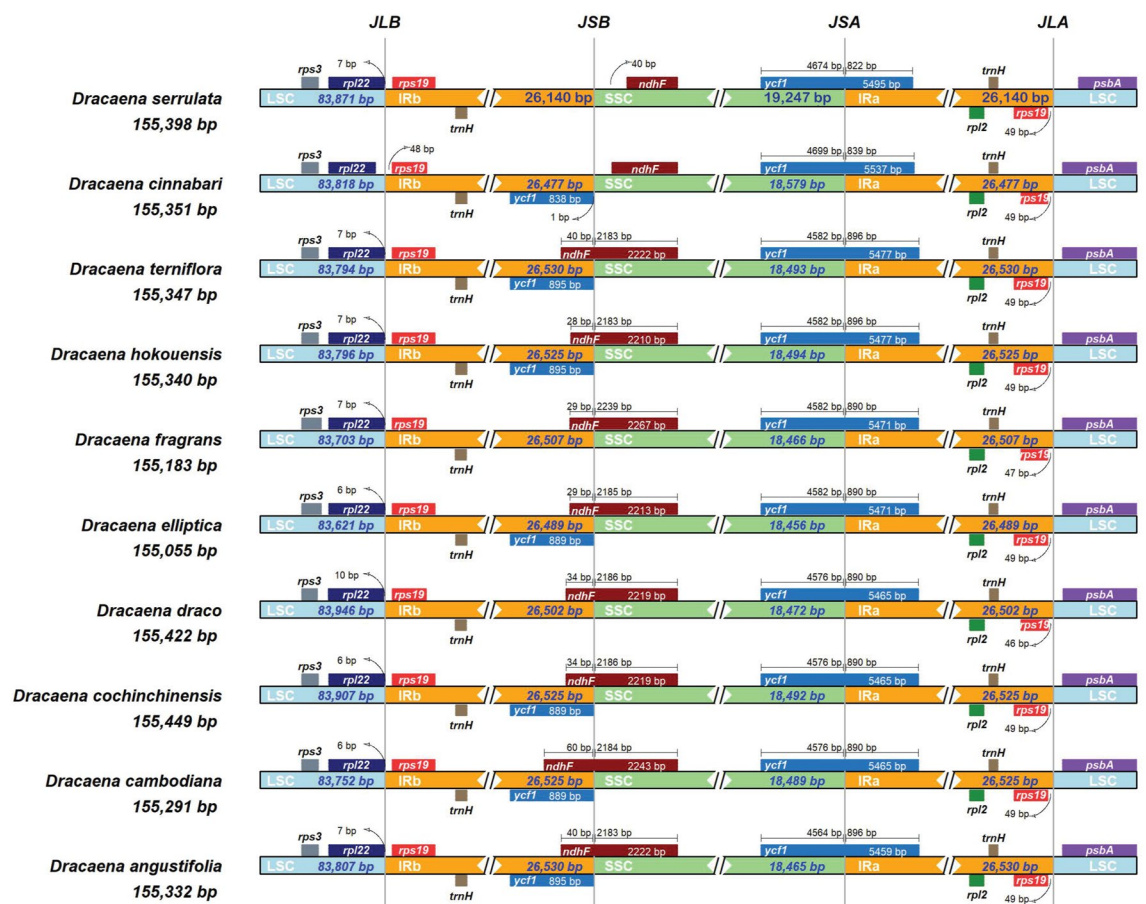 JLB JSB JSA JLA
rps3 7 bp 40 bp 4674 bp 822 bp trnH
rpl22 rps19 ndhF ycf1 5495 bp psbA
Dracaena serrulata LSC 83,871 bp IRb 26,140 bp SSC 19,247 bp IRa 26,140 bp LSC
155,398 bp trnH rpl2 rps19 49 bp
rps3 48 bp 4699 bp 839 bp trnH
rpl22 rps19 ndhF ycf1 5537 bp psbA
Dracaena cinnabari LSC 83,818 bp IRb 26,477 bp SSC 18,579 bp IRa 26,477 bp LSC
155,351 bp trnH ycf1 838 bp 1 bp rpl2 rps19 49 bp
rps3 7 bp 40 bp 2183 bp 4582 bp 896 bp trnH
rpl22 rps19 ndhF 2222 bp ycf1 5477 bp psbA
Dracaena terniflora LSC 83,794 bp IRb 26,530 bp SSC 18,493 bp IRa 26,530 bp LSC
155,347 bp trnH ycf1 895 bp rpl2 rps19 49 bp
rps3 7 bp 28 bp 2183 bp 4582 bp 896 bp trnH
rpl22 rps19 ndhF 2210 bp ycf1 5477 bp psbA
Dracaena hokouensis LSC 83,796 bp IRb 26,525 bp SSC 18,494 bp IRa 26,525 bp LSC
155,340 bp trnH ycf1 895 bp rpl2 rps19 49 bp
rps3 7 bp 29 bp 2239 bp 4582 bp 890 bp trnH
rpl22 rps19 ndhF 2267 bp ycf1 5471 bp psbA
Dracaena fragrans LSC 83,703 bp IRb 26,507 bp SSC 18,466 bp IRa 26,507 bp LSC
155,183 bp trnH rpl2 rps19 47 bp
rps3 6 bp 29 bp 2185 bp 4582 bp 890 bp trnH
rpl22 rps19 ndhF 2213 bp ycf1 5471 bp psbA
Dracaena elliptica LSC 83,621 bp IRb 26,489 bp SSC 18,456 bp IRa 26,489 bp LSC
155,055 bp trnH ycf1 889 bp rpl2 rps19 49 bp
rps3 10 bp 34 bp 2186 bp 4576 bp 890 bp trnH
rpl22 rps19 ndhF 2219 bp ycf1 5465 bp psbA
Dracaena draco LSC 83,946 bp IRb 26,502 bp SSC 18,472 bp IRa 26,502 bp LSC
155,422 bp trnH rpl2 rps19 46 bp
rps3 6 bp 34 bp 2186 bp 4576 bp 890 bp trnH
rpl22 rps19 ndhF 2219 bp ycf1 5465 bp psbA
Dracaena cochinchinensis LSC 83,907 bp IRb 26,525 bp SSC 18,492 bp IRa 26,525 bp LSC
155,449 bp trnH ycf1 889 bp rpl2 rps19 49 bp
rps3 6 bp 60 bp 2184 bp 4576 bp 890 bp trnH
rpl22 rps19 ndhF 2243 bp ycf1 5465 bp psbA
Dracaena cambodiana LSC 83,752 bp IRb 26,525 bp SSC 18,489 bp IRa 26,525 bp LSC
155,291 bp trnH ycf1 889 bp rpl2 rps19 49 bp
rps3 7 bp 40 bp 2183 bp 4564 bp 896 bp trnH
rpl22 rps19 ndhF 2222 bp ycf1 5459 bp psbA
Dracaena angustifolia LSC 83,807 bp IRb 26,530 bp SSC 18,465 bp IRa 26,530 bp LSC
155,332 bp trnH ycf1 895 bp rpl2 rps19 49 bp